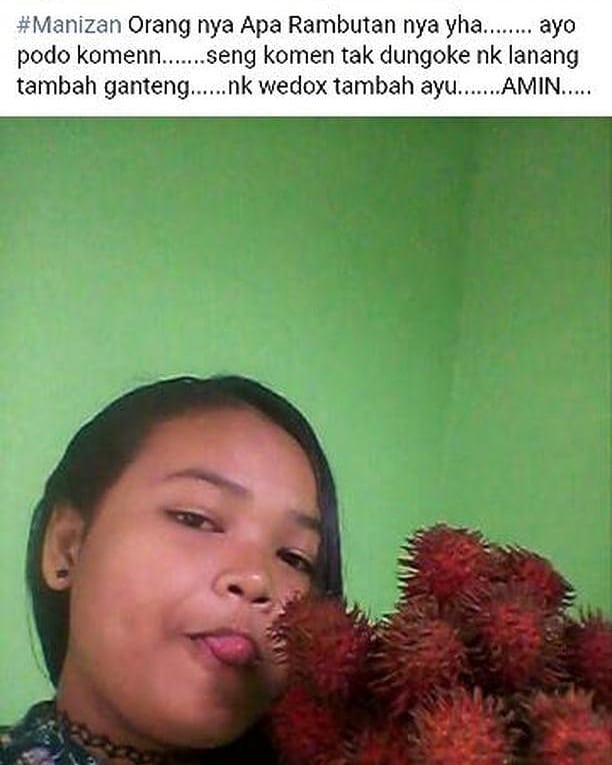 #Manizan Orang nya Apa Rambutan nya yha........ ayo
podo komenn.......seng komen tak dungoke nk lanang
tambah ganteng......nk wedox tambah ayu.......AMIN.....